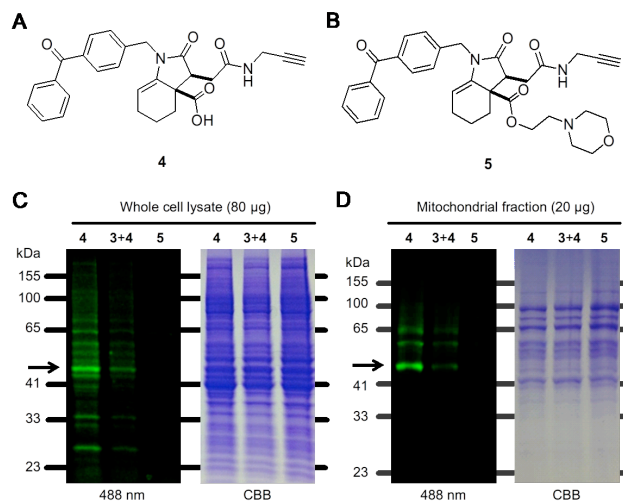 A
B
O
N
O
O
N
H
O
OH
4
O
N
O
O
N
H
O
O
N
O
5
C
Whole cell lysate (80 µg)
4 3+4 5
4 3+4 5
kDa
155
100
65
41
33
23
488 nm
CBB
D
Mitochondrial fraction (20 µg)
4 3+4 5
4 3+4 5
kDa
155
100
65
41
33
23
488 nm
CBB